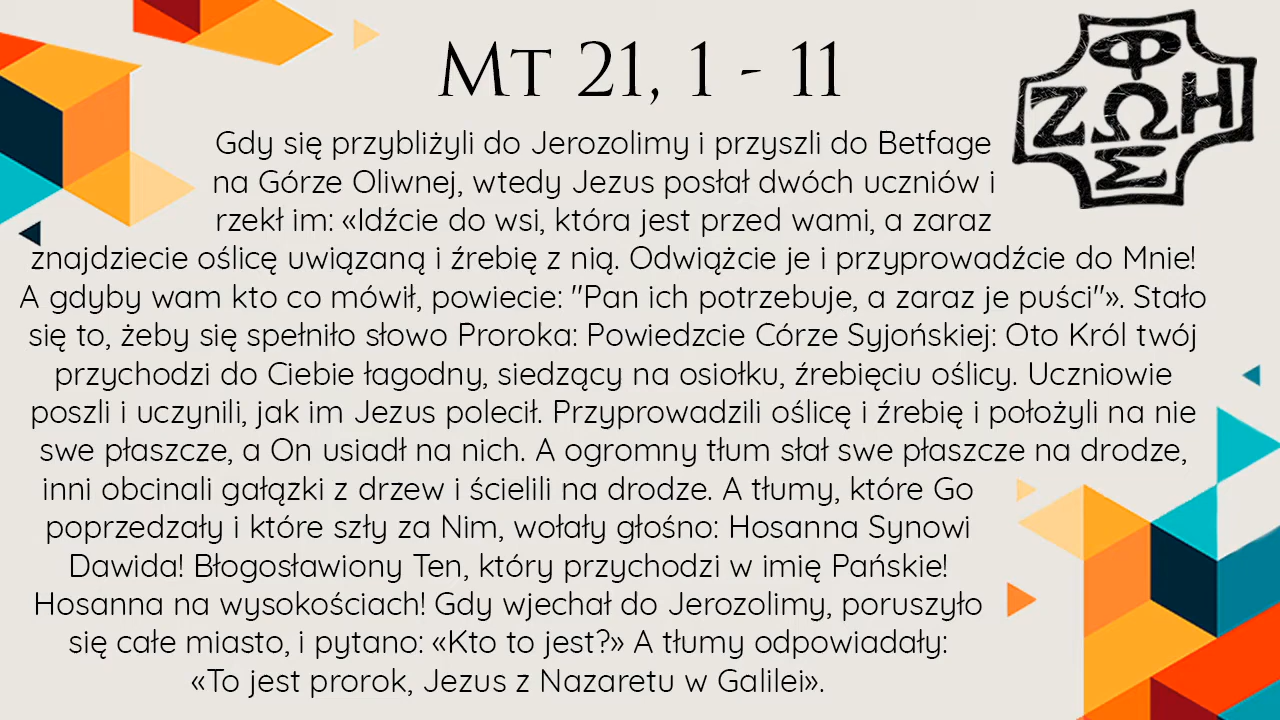 Mt 21, 1 - 11
Φ
ZΩH
Σ
Gdy się przybliżyli do Jerozolimy i przyszli do Betfage
na Górze Oliwnej, wtedy Jezus posłał dwóch uczniów i
rzekł im: «Idźcie do wsi, która jest przed wami, a zaraz
znajdziecie oślicę uwiązaną i źrebię z nią. Odwiążcie je i przyprowadźcie do Mnie!
A gdyby wam kto co mówił, powiecie: "Pan ich potrzebuje, a zaraz je puści"». Stało
się to, żeby się spełniło słowo Proroka: Powiedzcie Córze Syjońskiej: Oto Król twój
przychodzi do Ciebie łagodny, siedzący na osiołku, źrebięciu oślicy. Uczniowie
poszli i uczynili, jak im Jezus polecił. Przyprowadzili oślicę i źrebię i położyli na nie
swe płaszcze, a On usiadł na nich. A ogromny tłum słał swe płaszcze na drodze,
inni obcinali gałązki z drzew i ścielili na drodze. A tłumy, które Go
poprzedzały i które szły za Nim, wołały głośno: Hosanna Synowi
Dawida! Błogosławiony Ten, który przychodzi w imię Pańskie!
Hosanna na wysokościach! Gdy wjechał do Jerozolimy, poruszyło
się całe miasto, i pytano: «Kto to jest?» A tłumy odpowiadały:
«To jest prorok, Jezus z Nazaretu w Galilei».